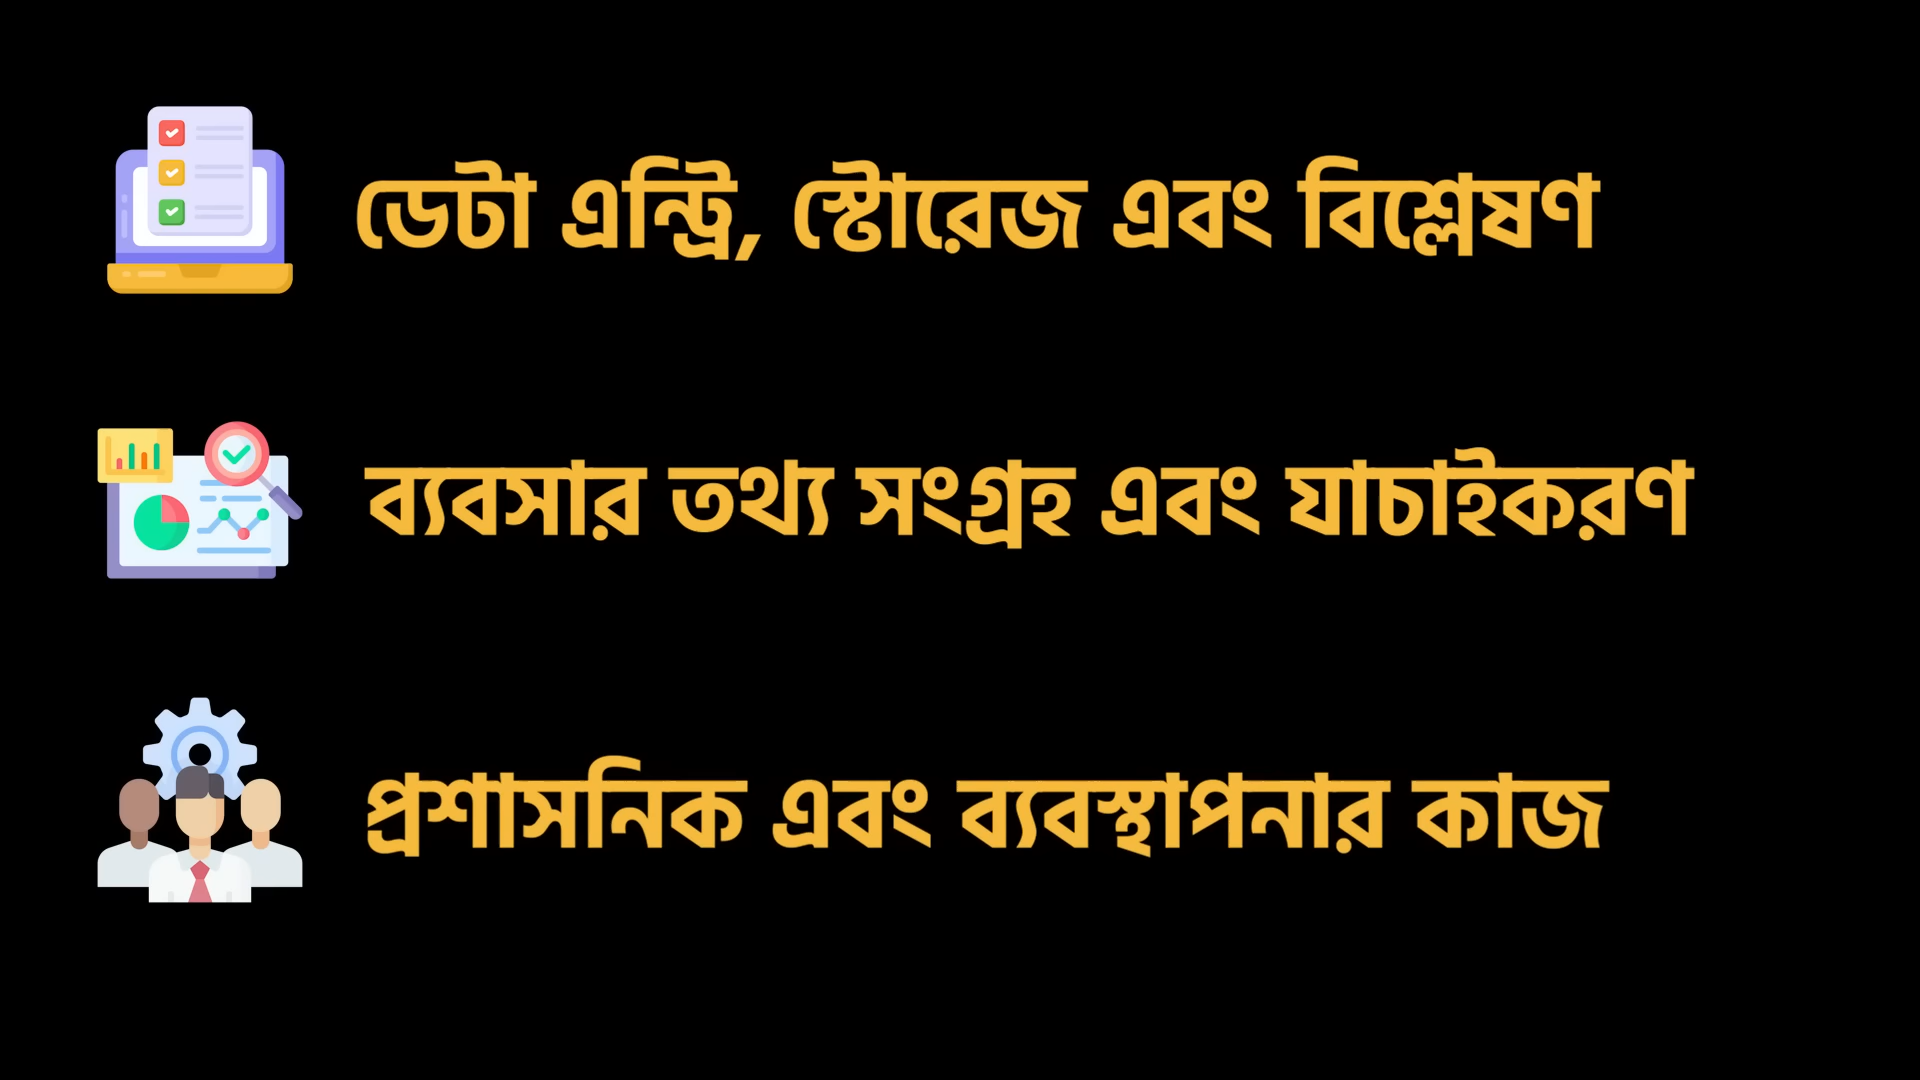 ডেটা এন্ট্রি, স্টোরেজ এবং বিশ্লেষণ
ব্যবসার তথ্য সংগ্রহ এবং যাচাইকরণ
প্রশাসনিক এবং ব্যবস্থাপনার কাজ